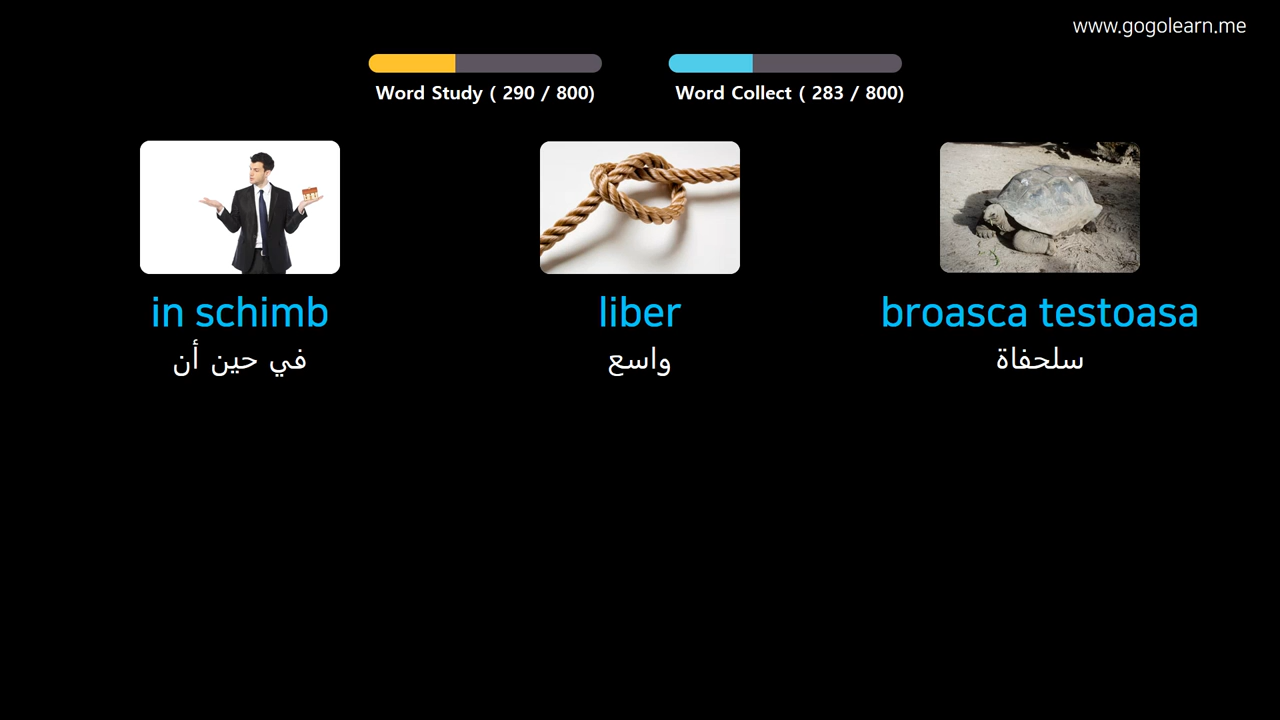 www.gogolearn.me
Word Study ( 290 / 800)
Word Collect ( 283 / 800)
in schimb
في حين أن
liber
واسع
broasca testoasa
سلحفاة